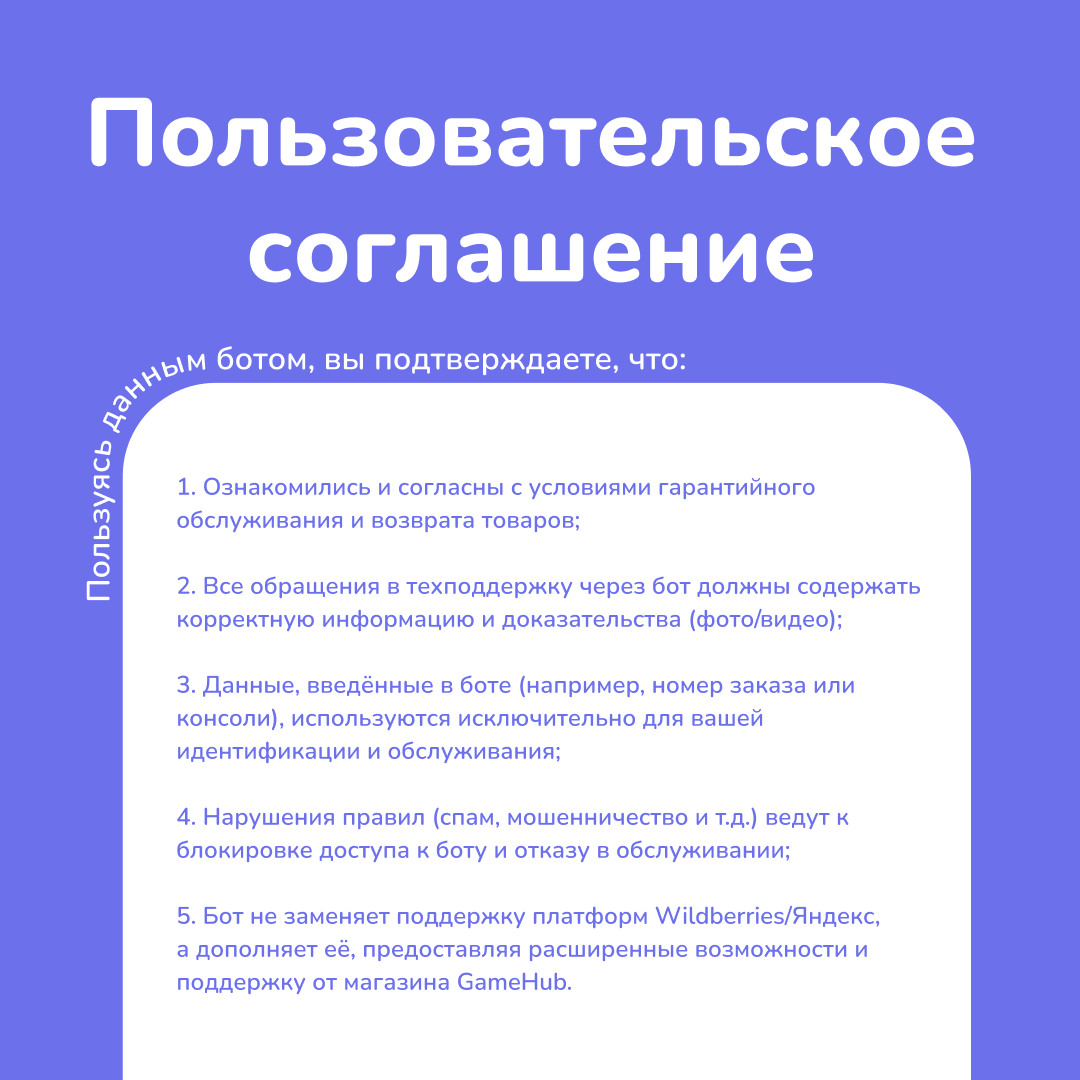 Пользовательское
соглашение
Пользуясь данным ботом, вы подтверждаете, что:
1. Ознакомились и согласны с условиями гарантийного
обслуживания и возврата товаров;
2. Все обращения в техподдержку через бот должны содержать
корректную информацию и доказательства (фото/видео);
3. Данные, введённые в боте (например, номер заказа или
консоли), используются исключительно для вашей
идентификации и обслуживания;
4. Нарушения правил (спам, мошенничество и т.д.) ведут к
блокировке доступа к боту и отказу в обслуживании;
5. Бот не заменяет поддержку платформ Wildberries/Яндекс,
а дополняет её, предоставляя расширенные возможности и
поддержку от магазина GameHub.